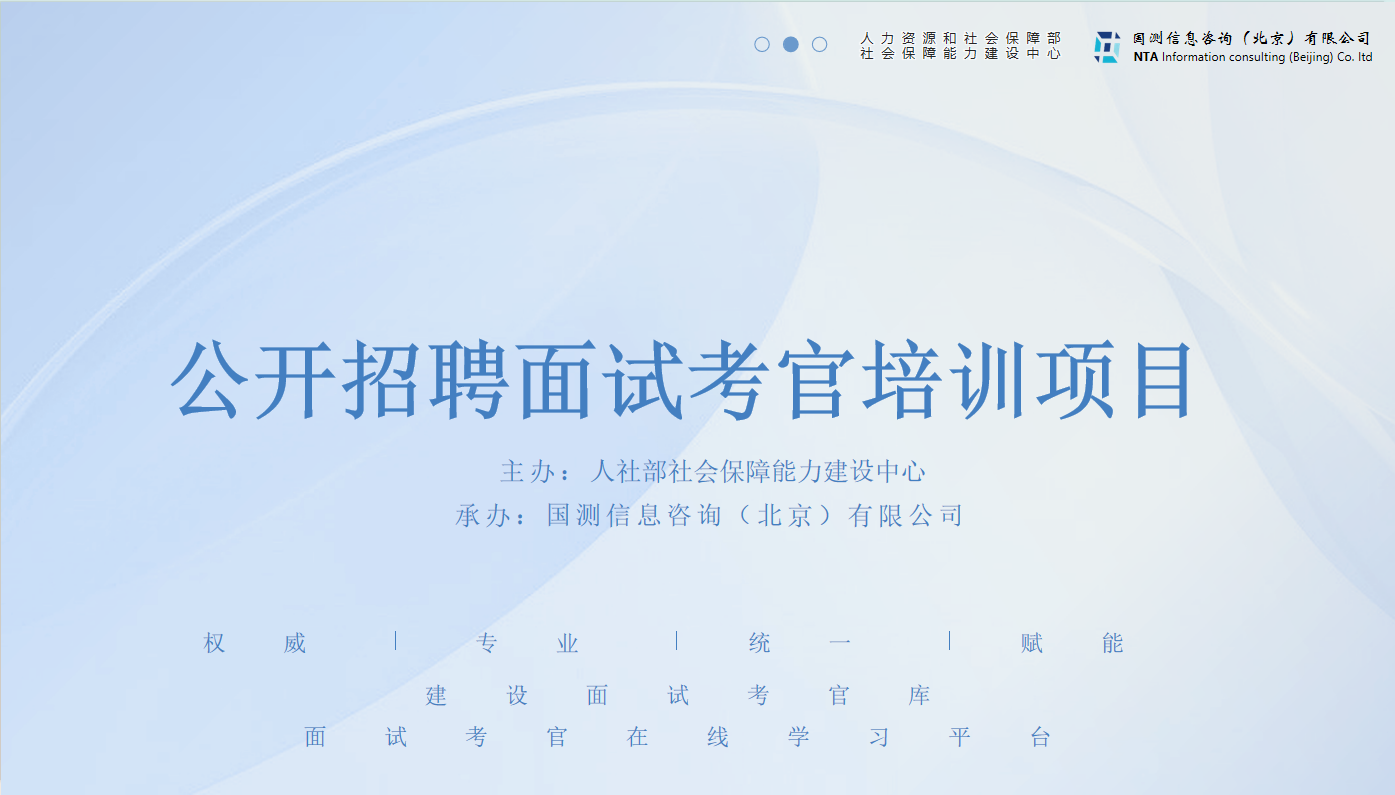 人力资源和社会保障部
社会保障能力建设中心
国测信息咨询（北京）有限公司
NTA Information consulting (Beijing) Co. ltd
公开招聘面试考官培训项目
主办：人社部社会保障能力建设中心
承办：国测信息咨询（北京）有限公司
权威｜专业｜统一｜赋能
建设面试考官库
面试考官在线学习平台